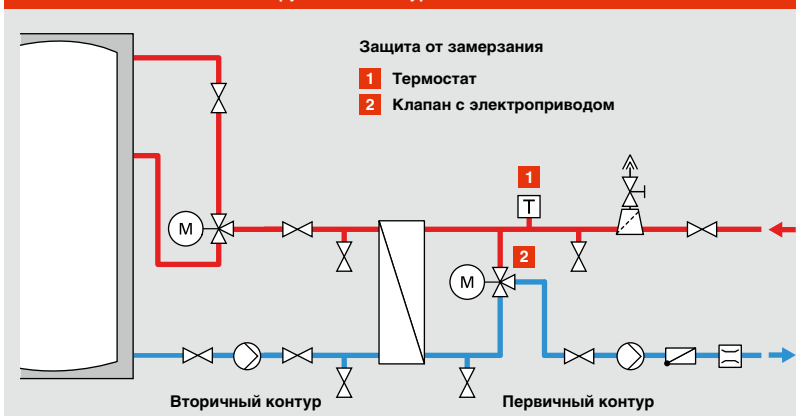 Защита от замерзания
1 Термостат
2 Клапан с электроприводом
1
T
2
M
M
Вторичный контур
Первичный контур